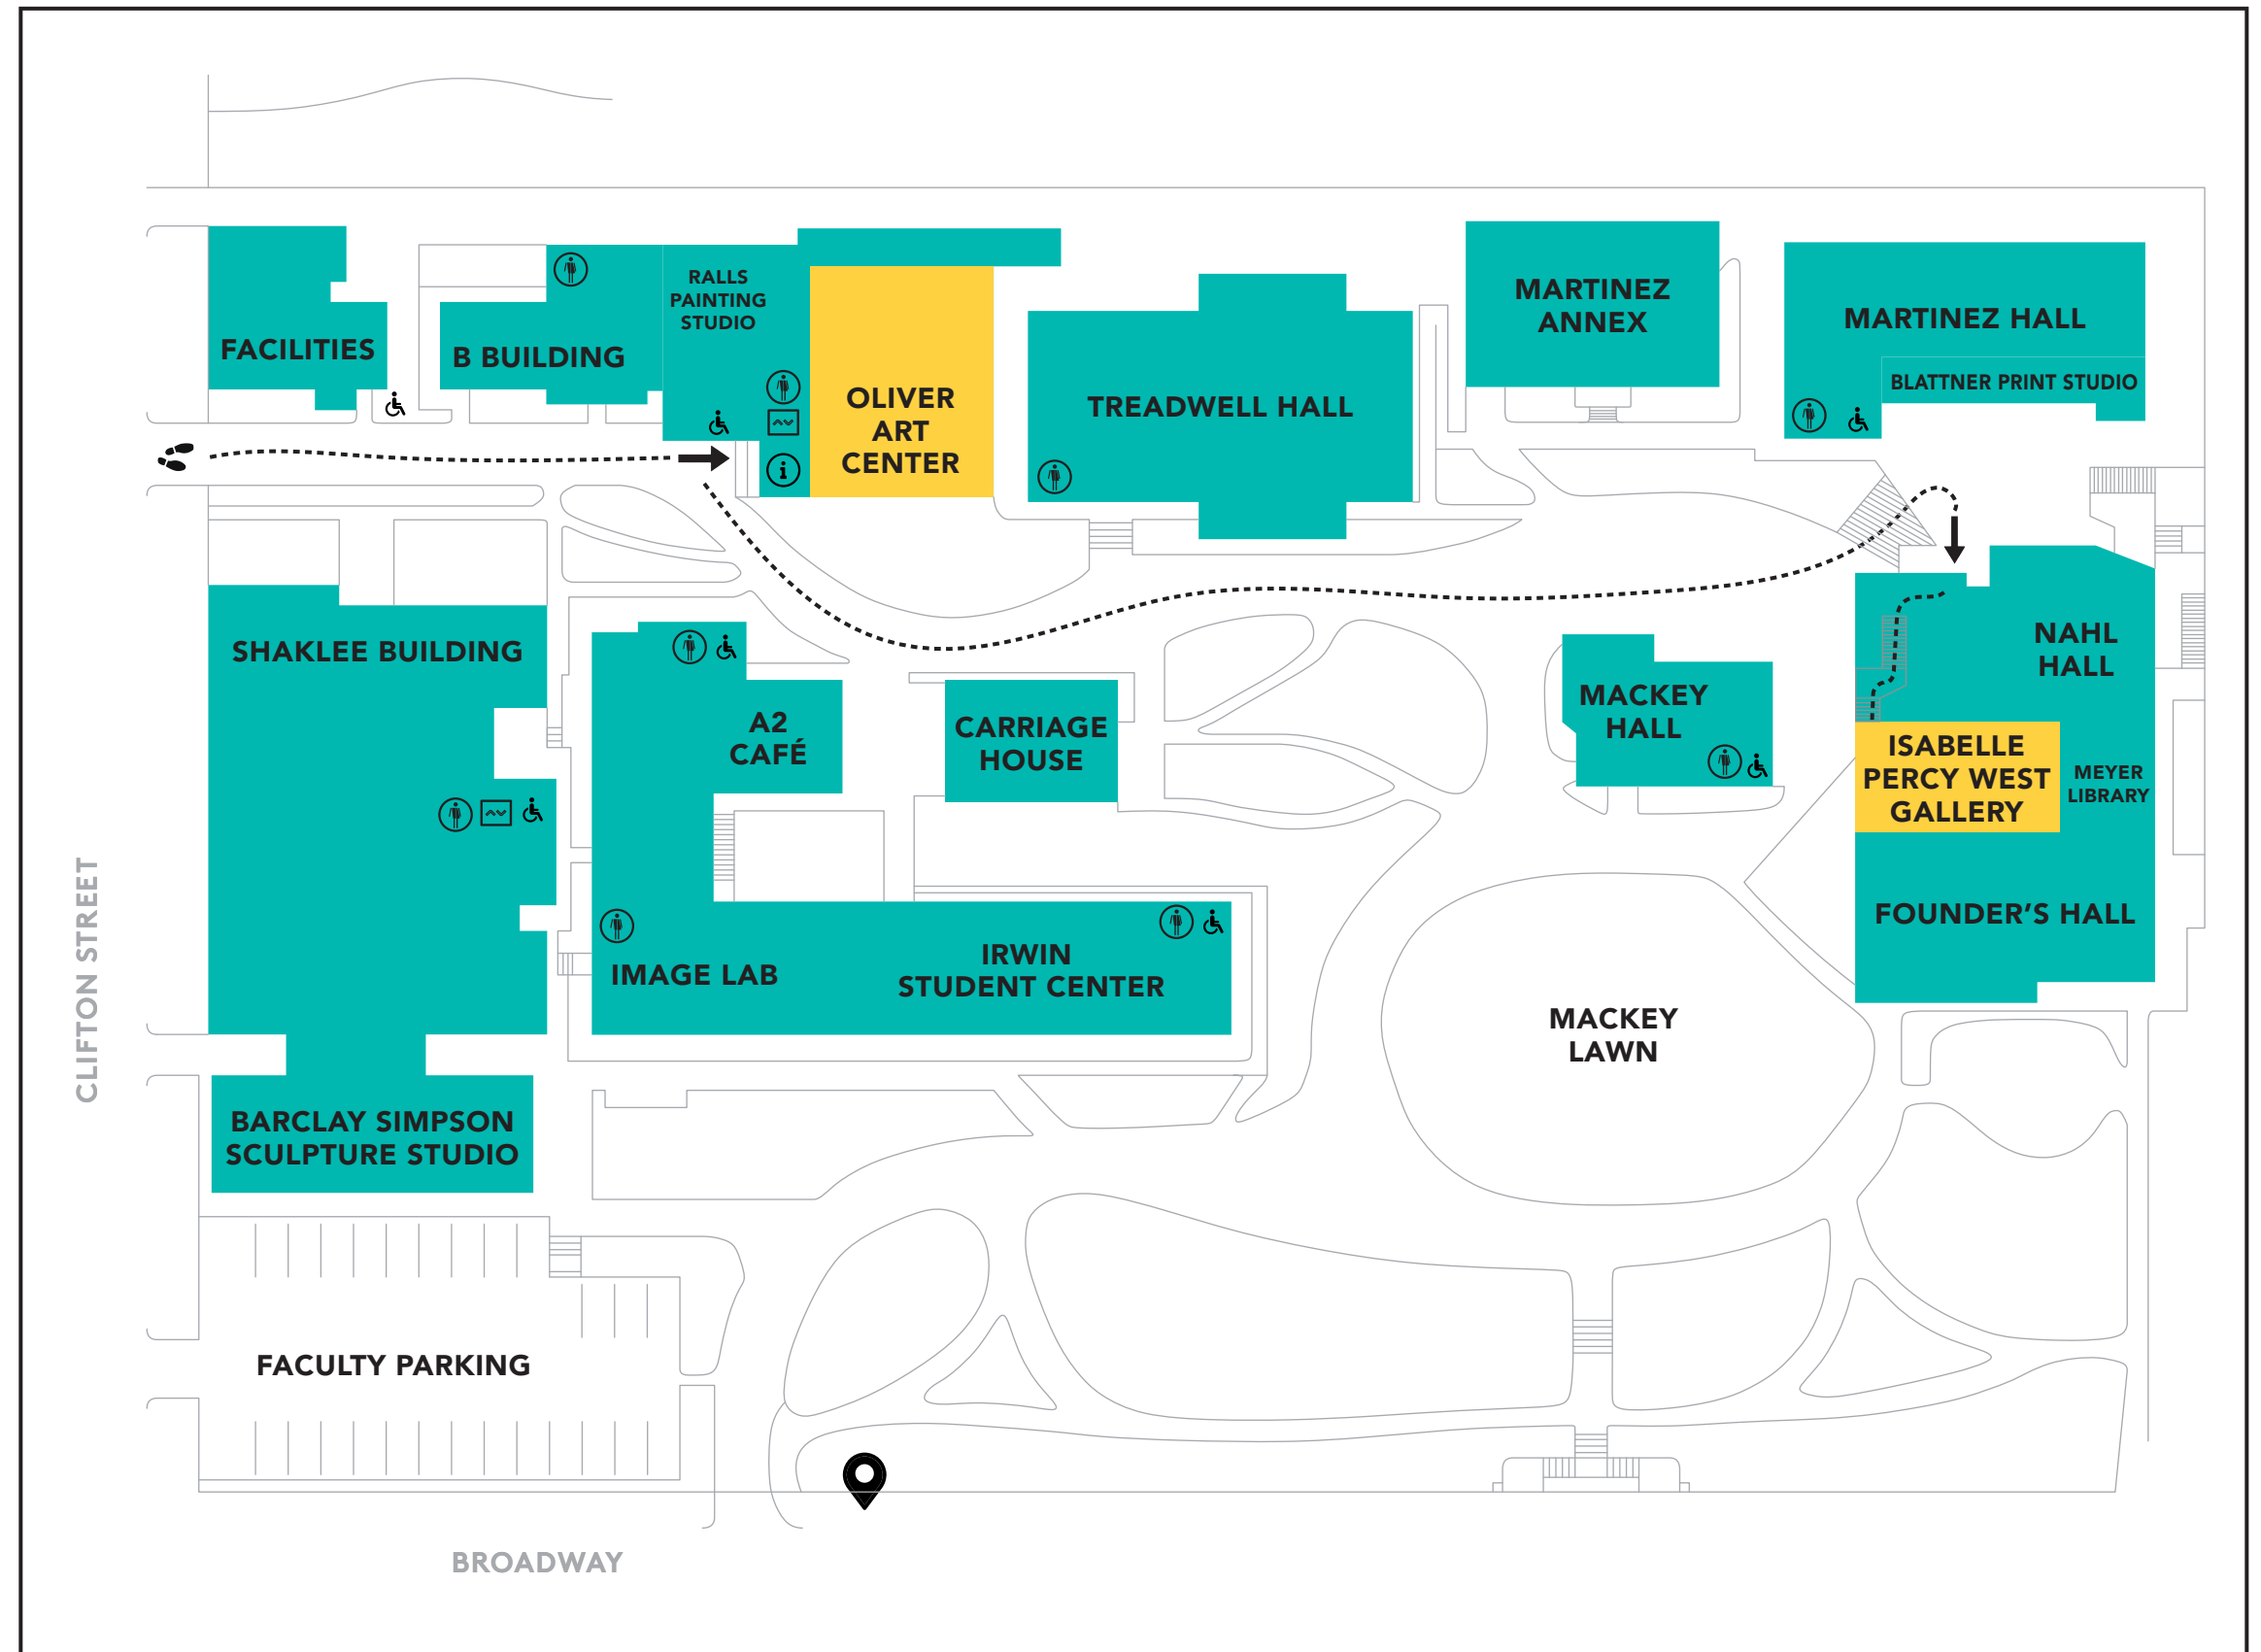 RALLS
PAINTING
STUDIO
MARTINEZ
ANNEX
MARTINEZ HALL
FACILITIES
B BUILDING
OLIVER
ART
CENTER
TREADWELL HALL
BLATTNER PRINT STUDIO
i
SHAKLEE BUILDING
NAHL
HALL
A2
CAFÉ
CARRIAGE
HOUSE
MACKEY
HALL
ISABELLE
PERCY WEST
GALLERY
MEYER
LIBRARY
CLIFTON STREET
FOUNDER'S HALL
IMAGE LAB
IRWIN
STUDENT CENTER
MACKEY
LAWN
BARCLAY SIMPSON
SCULPTURE STUDIO
FACULTY PARKING
BROADWAY